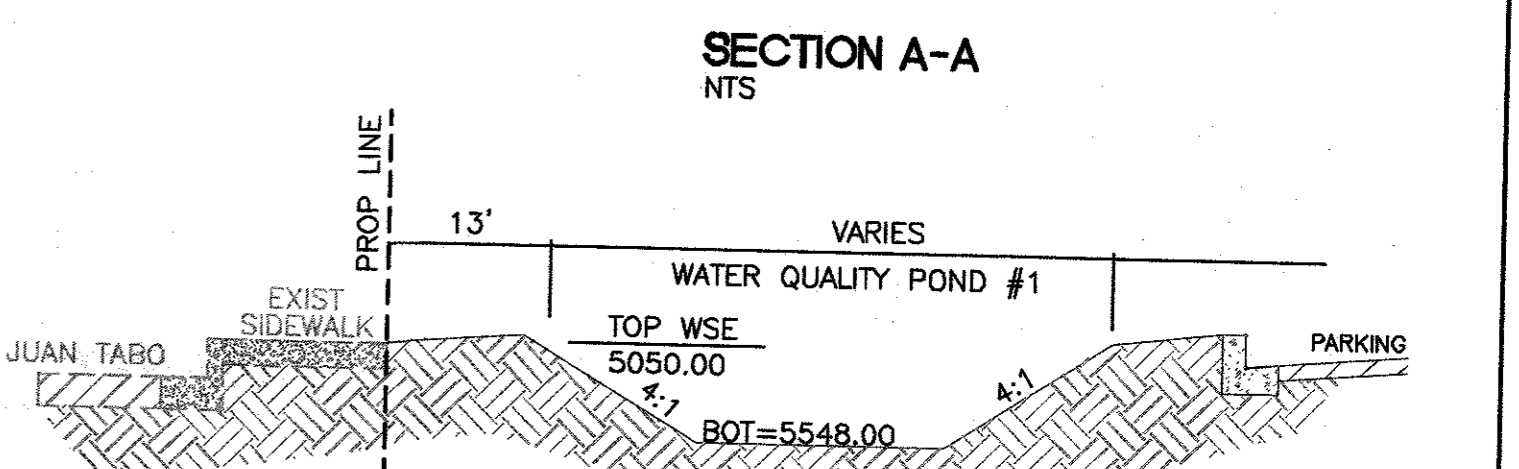 SECTION A-A
NTS
PROP LINE
13'
VARIES
WATER QUALITY POND #1
EXIST
SIDEWALK
JUAN TABO
TOP WSE
5050.00
4:1
4:1
PARKING
BOT=5548.00